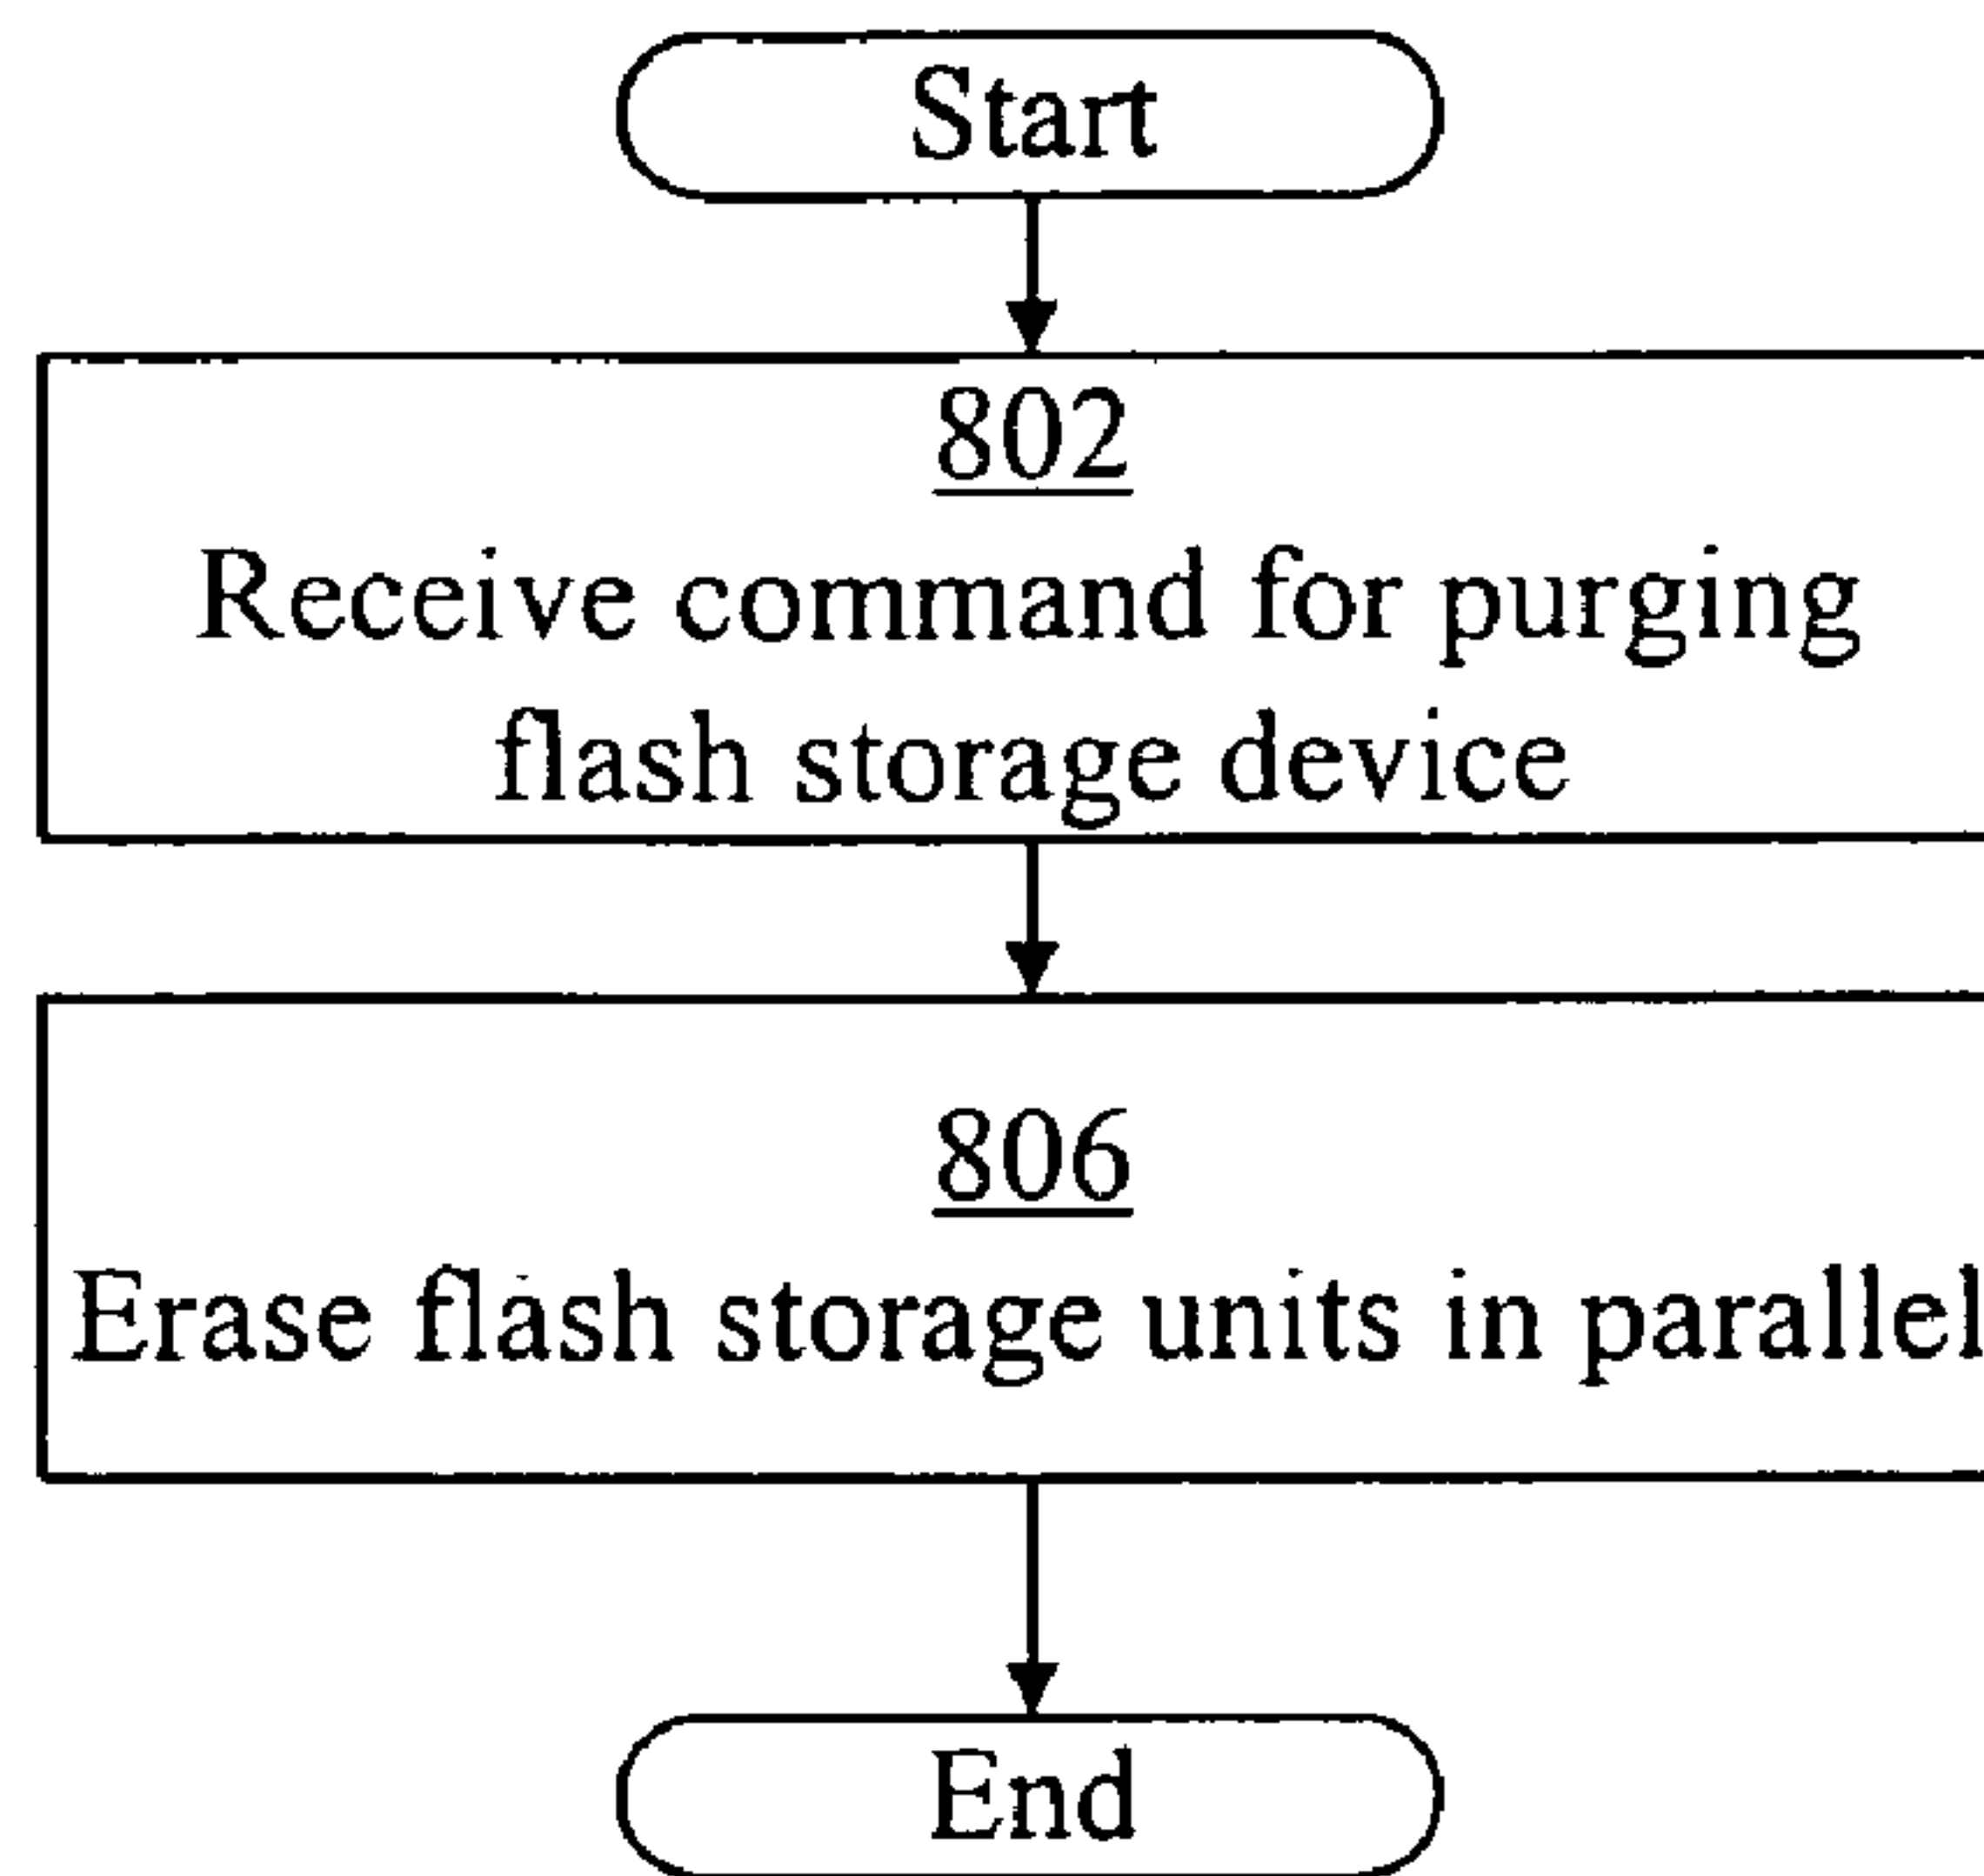 Start
802
Receive command for purging
flash storage device
806
Erase flash storage units in parallel
End